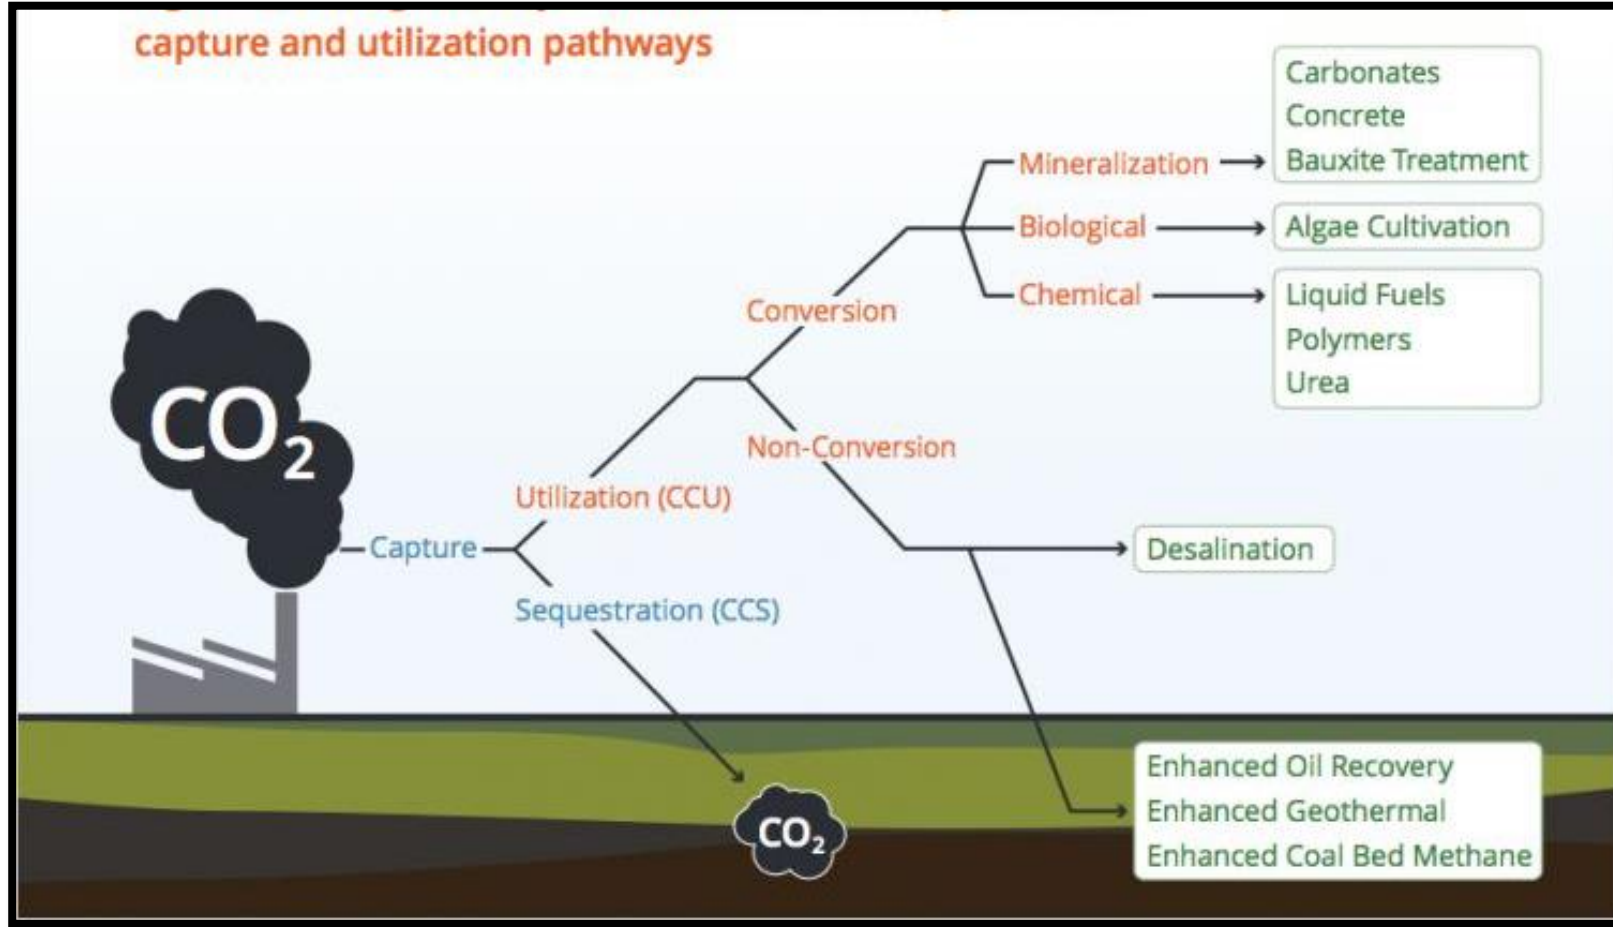 capture and utilization pathways
Carbonates
Concrete
Bauxite Treatment
Mineralization
Biological
Algae Cultivation
Chemical
Liquid Fuels
Polymers
Urea
Conversion
Non-Conversion
CO₂
Utilization (CCU)
Capture
Sequestration (CCS)
Desalination
CO₂
Enhanced Oil Recovery
Enhanced Geothermal
Enhanced Coal Bed Methane